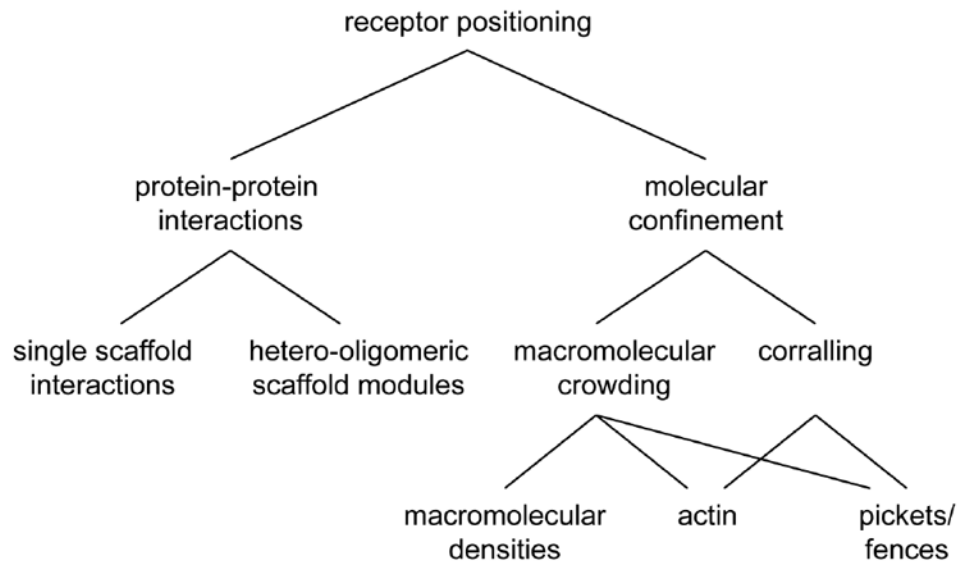 receptor positioning
protein-protein
interactions
molecular
confinement
single scaffold
interactions
hetero-oligomeric
scaffold modules
macromolecular
crowding
corralling
macromolecular
densities
actin
pickets/
fences